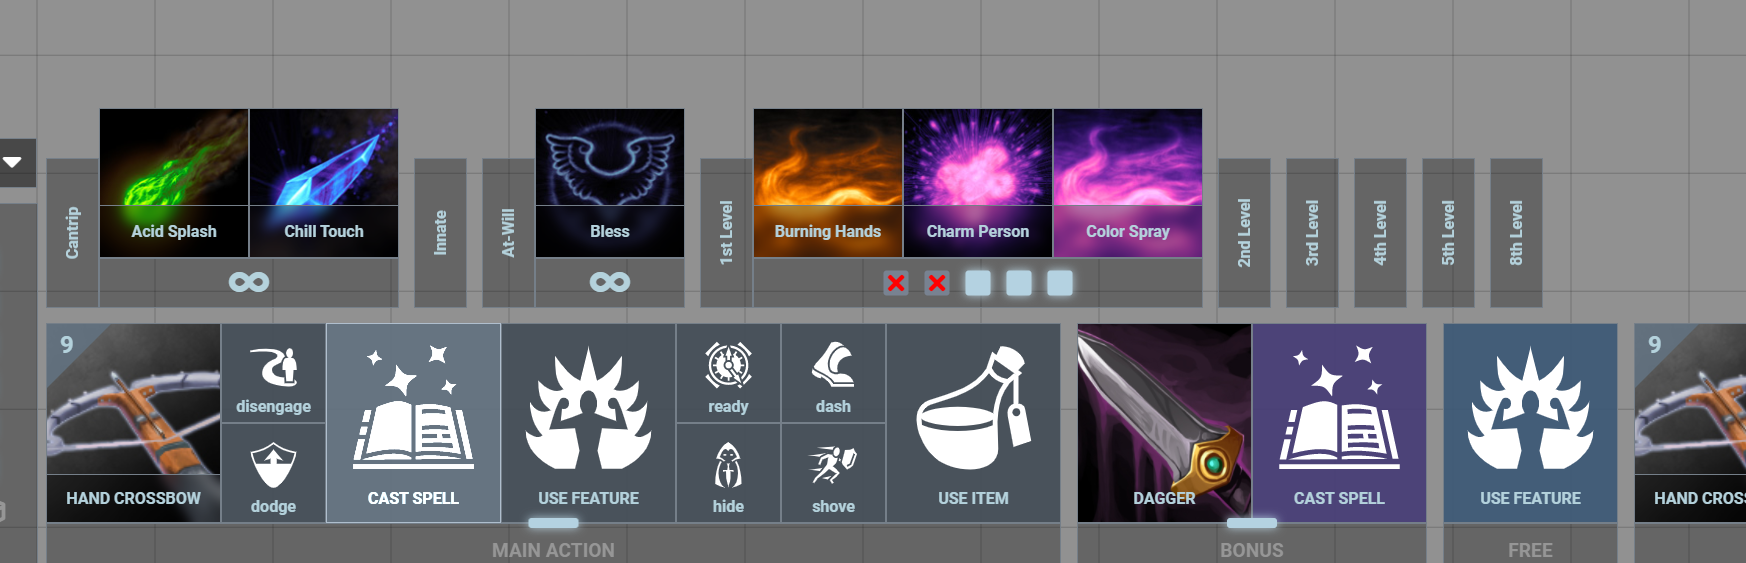 Cantrip
Acid Splash
Chill Touch
Innate
At-Will
Bless
1st Level
Burning Hands
Charm Person
Color Spray
2nd Level
3rd Level
4th Level
5th Level
8th Level
9
HAND CROSSBOW
disengage
dodge
CAST SPELL
USE FEATURE
ready
dash
hide
shove
USE ITEM
MAIN ACTION
DAGGER
CAST SPELL
BONUS
USE FEATURE
FREE
9
HAND CROS